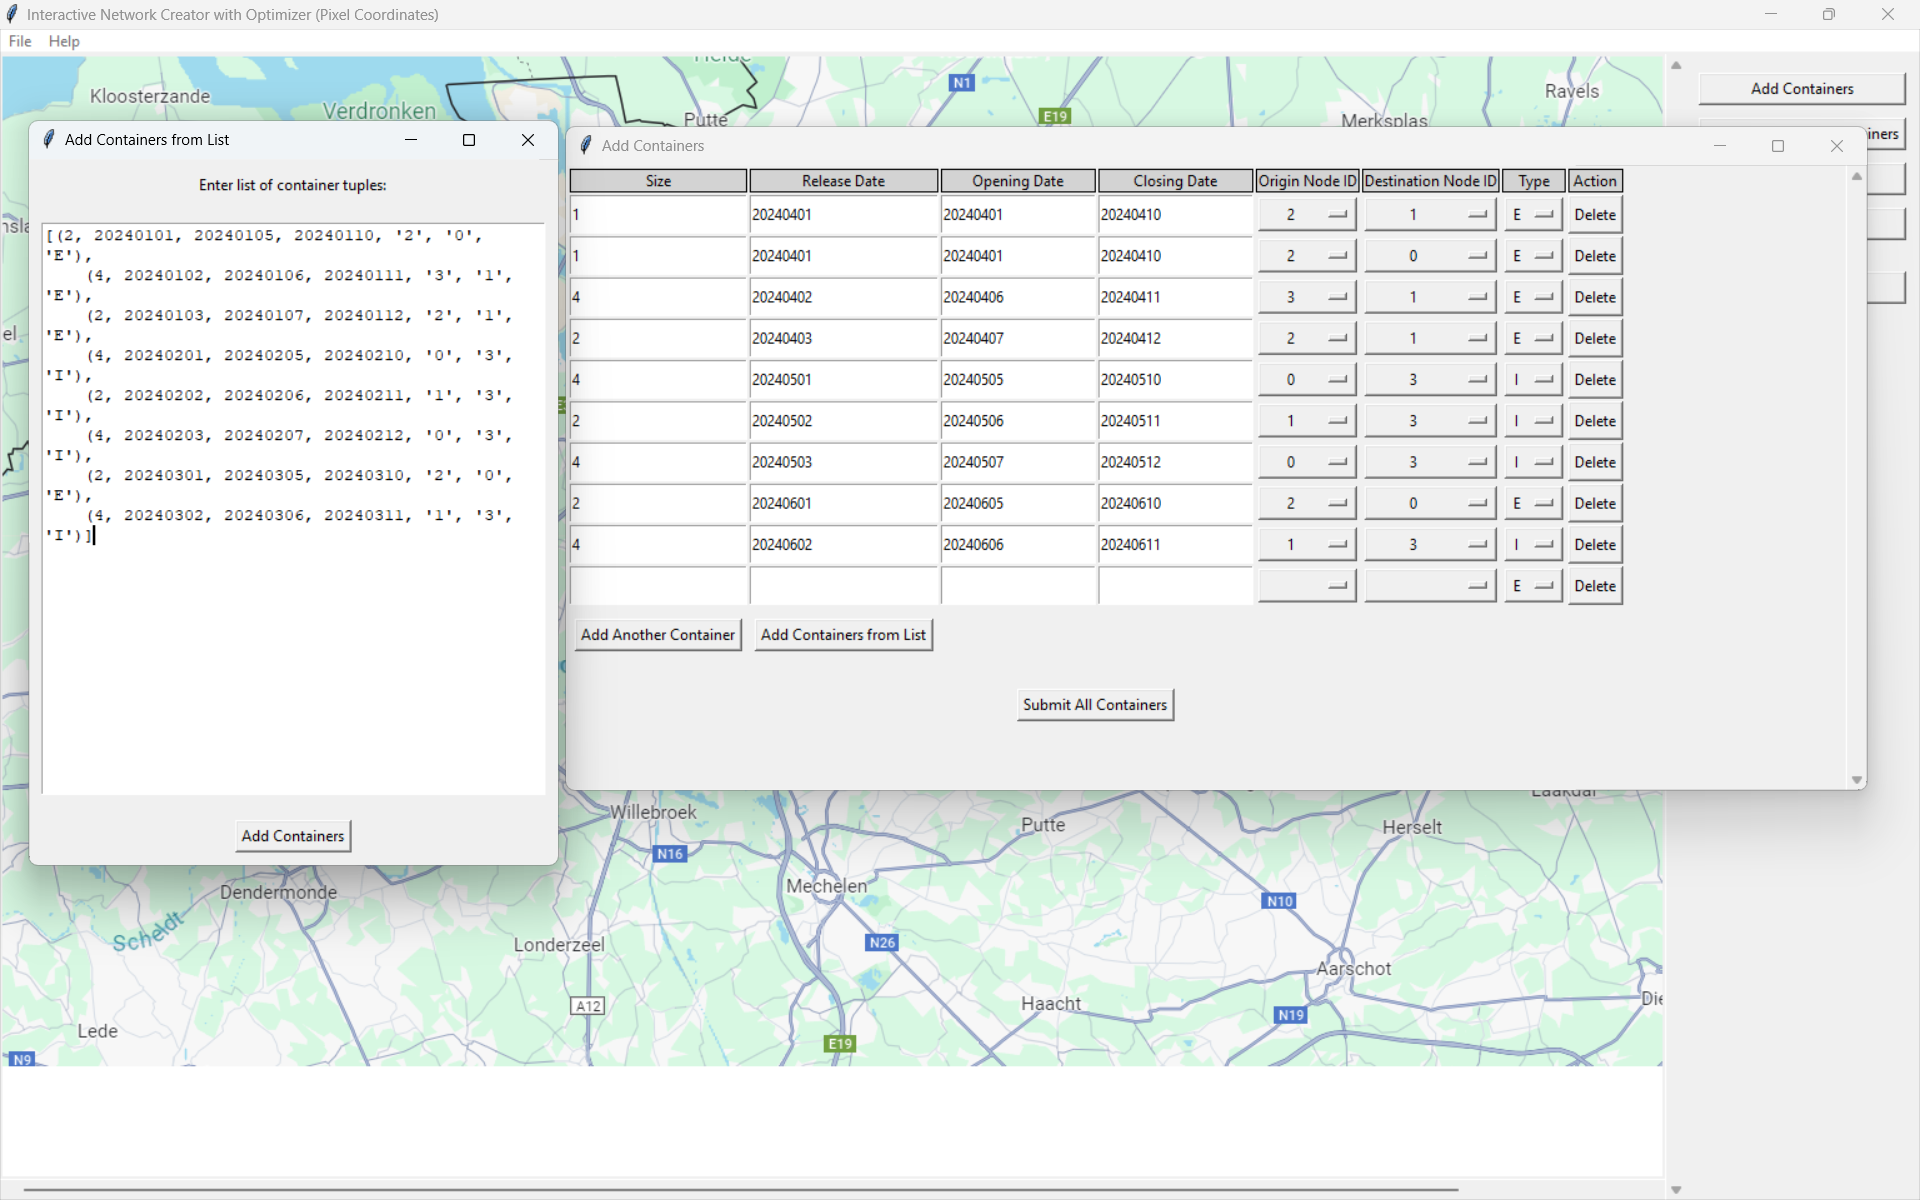 Interactive Network Creator with Optimizer (Pixel Coordinates)
File Help
Kloosterzande
Verdronken
Putte
N1
E19
Merksplas
Ravels
Add Containers
Add Containers from List
Enter list of container tuples:
[(2, 20240101, 20240105, 20240110, '2', '0',
'E'),
(4, 20240102, 20240106, 20240111, '3', '1',
'E'),
(2, 20240103, 20240107, 20240112, '2', '1',
'E'),
(4, 20240201, 20240205, 20240210, '0', '3',
'I'),
(2, 20240202, 20240206, 20240211, '1', '3',
'I'),
(4, 20240203, 20240207, 20240212, '0', '3',
'I'),
(2, 20240301, 20240305, 20240310, '2', '0',
'E'),
(4, 20240302, 20240306, 20240311, '1', '3',
'I')]
Add Containers
Add Containers
Size Release Date Opening Date Closing Date Origin Node ID Destination Node ID Type Action
1 20240401 20240401 20240410 2 1 E Delete
1 20240401 20240401 20240410 2 0 E Delete
4 20240402 20240406 20240411 3 1 E Delete
2 20240403 20240407 20240412 2 1 E Delete
4 20240501 20240505 20240510 0 3 I Delete
2 20240502 20240506 20240511 1 3 I Delete
4 20240503 20240507 20240512 0 3 I Delete
2 20240601 20240605 20240610 2 0 E Delete
4 20240602 20240606 20240611 1 3 I Delete
E Delete
Add Another Container Add Containers from List
Submit All Containers
iners
el
Willebroek
Putte
Herselt
Laakdal
N16
Mechelen
Dendermonde
N10
Scheldt
Londerzeel
N26
Aarschot
A12
Haacht
Die
N19
Lede
E19
N9